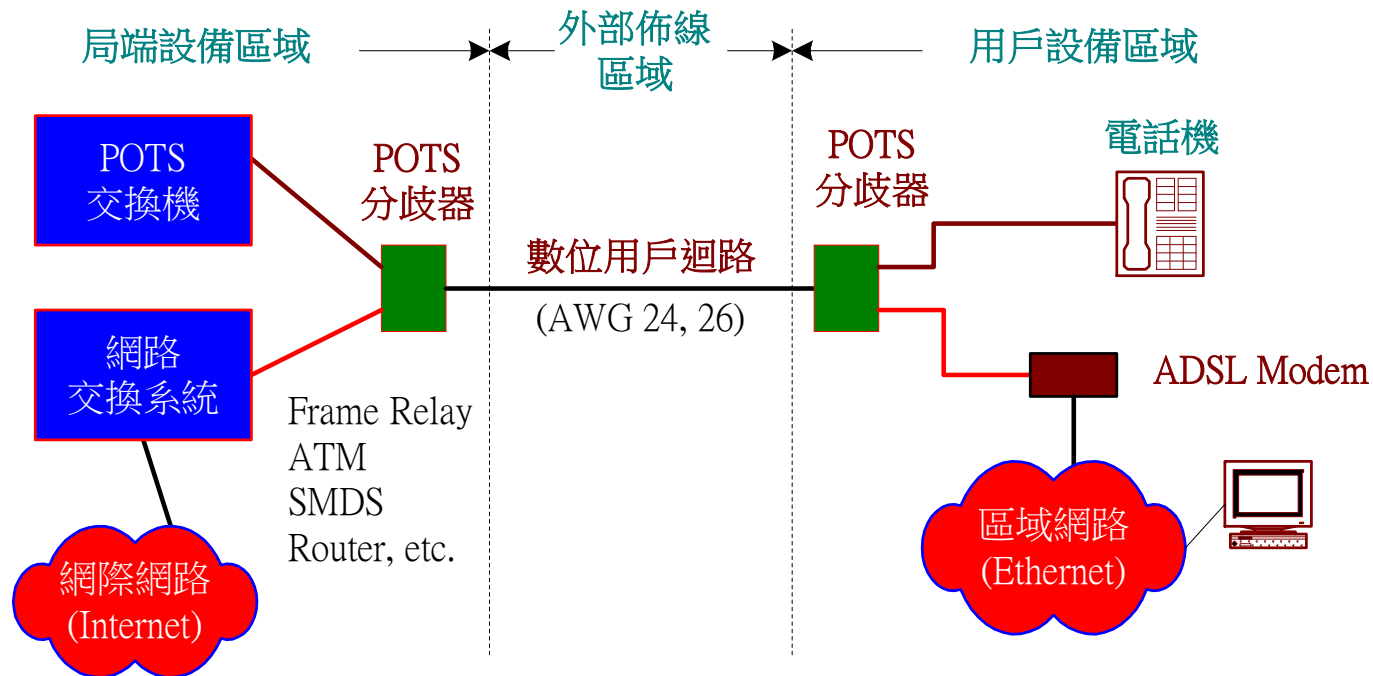 局端設備區域
外部佈線
區域
用戶設備區域
POTS
交換機
POTS
分歧器
POTS
分歧器
電話機
數位用戶迴路
(AWG 24, 26)
網路
交換系統
ADSL Modem
Frame Relay
ATM
SMDS
Router, etc.
網際網路
(Internet)
區域網路
(Ethernet)